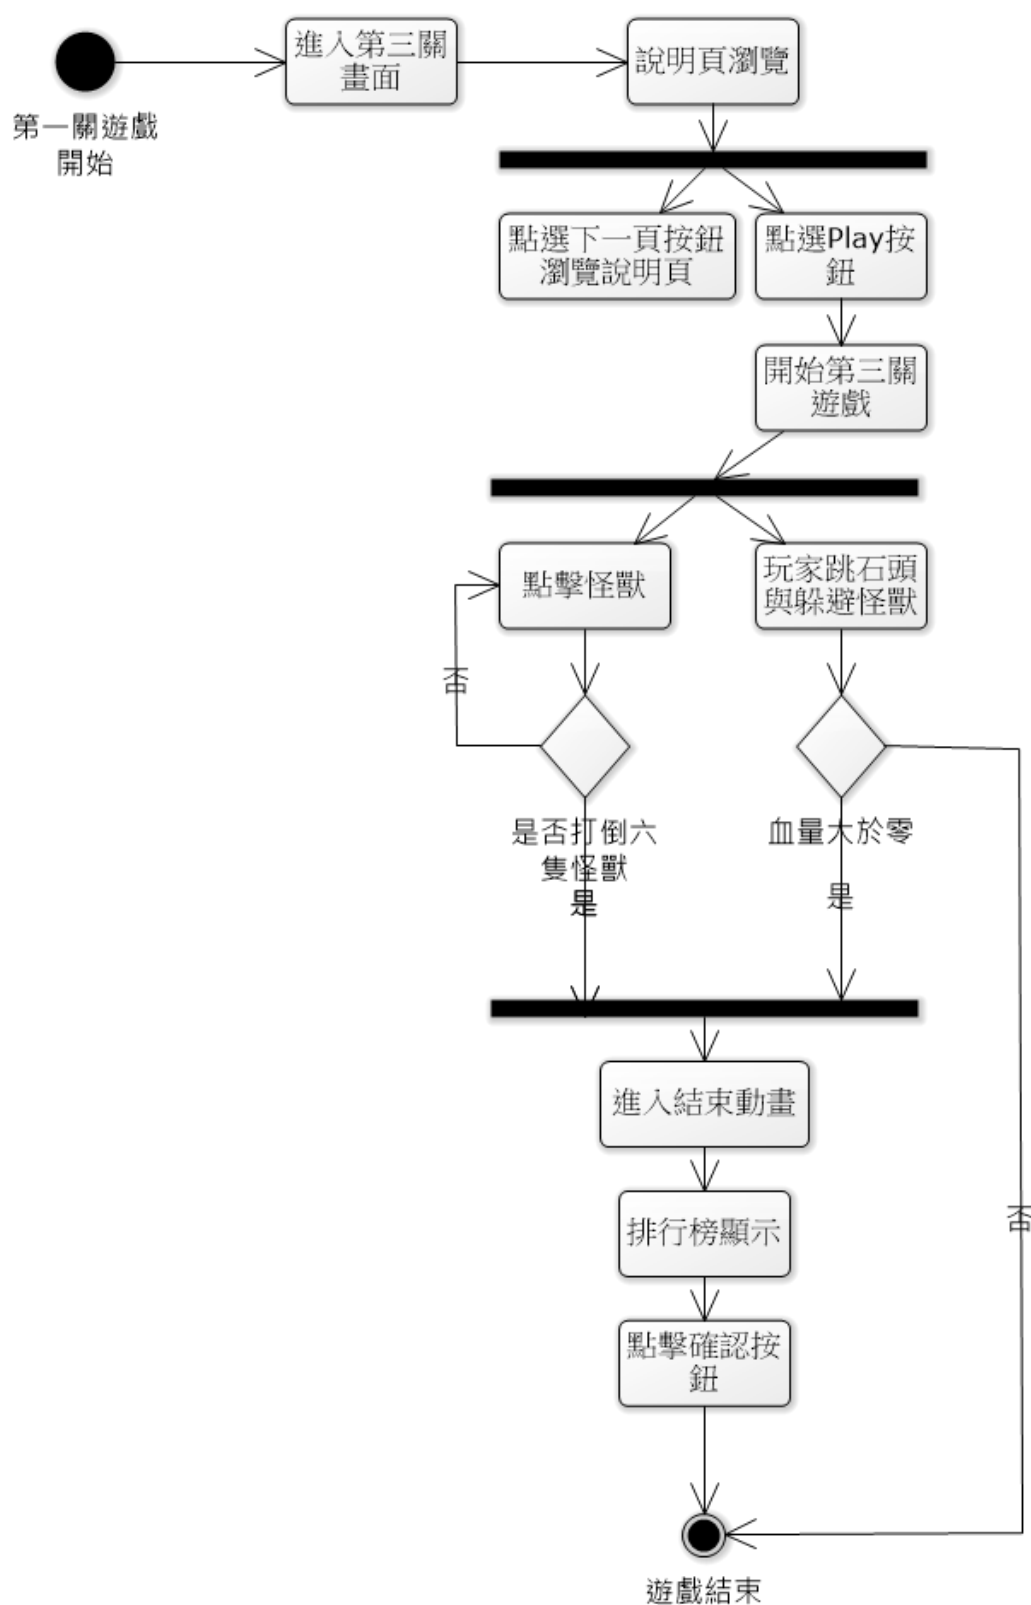 進入第三關
畫面
說明頁瀏覽
第一關遊戲
開始
點選下一頁按鈕
瀏覽說明頁
點選Play按
鈕
開始第三關
遊戲
點擊怪獸
玩家跳石頭
與躲避怪獸
否
是否打倒六
隻怪獸
是
血量大於零
是
進入結束動畫
排行榜顯示
否
點擊確認按
鈕
遊戲結束